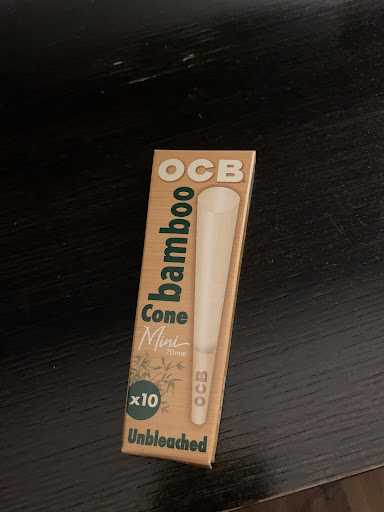 OCB
bamboo
Cone
Mini
70mm
OCB
x10
Unbleached